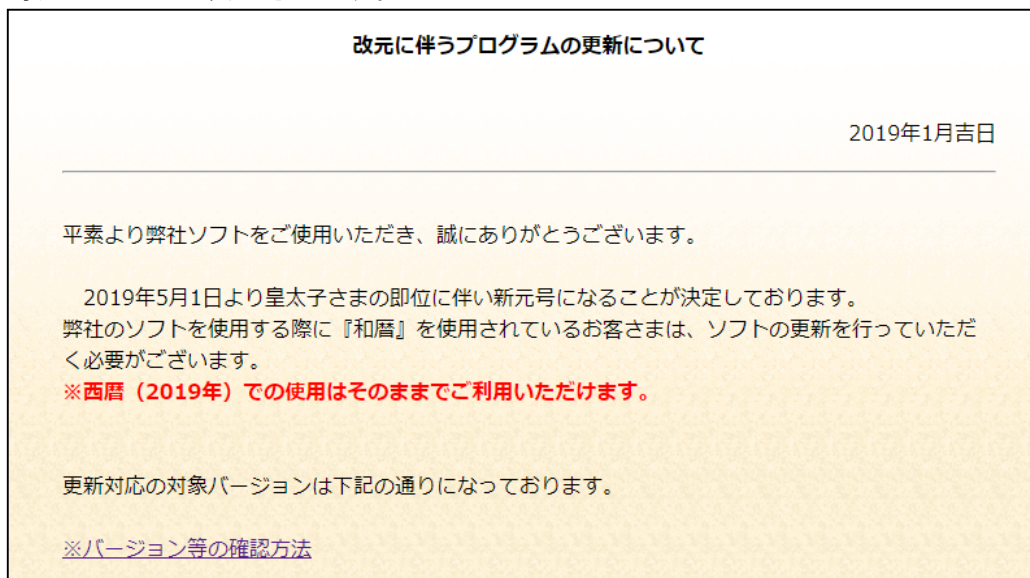 改元に伴うプログラムの更新について
2019年1月吉日
平素より弊社ソフトをご使用いただき、誠にありがとうございます。
2019年5月1日より皇太子さまの即位に伴い新元号になることが決定しております。
弊社のソフトを使用する際に『和暦』を使用されているお客さまは、ソフトの更新を行っていただ
く必要がございます。
※西暦（2019年）での使用はそのままでご利用いただけます。
更新対応の対象バージョンは下記の通りになっております。
※バージョン等の確認方法